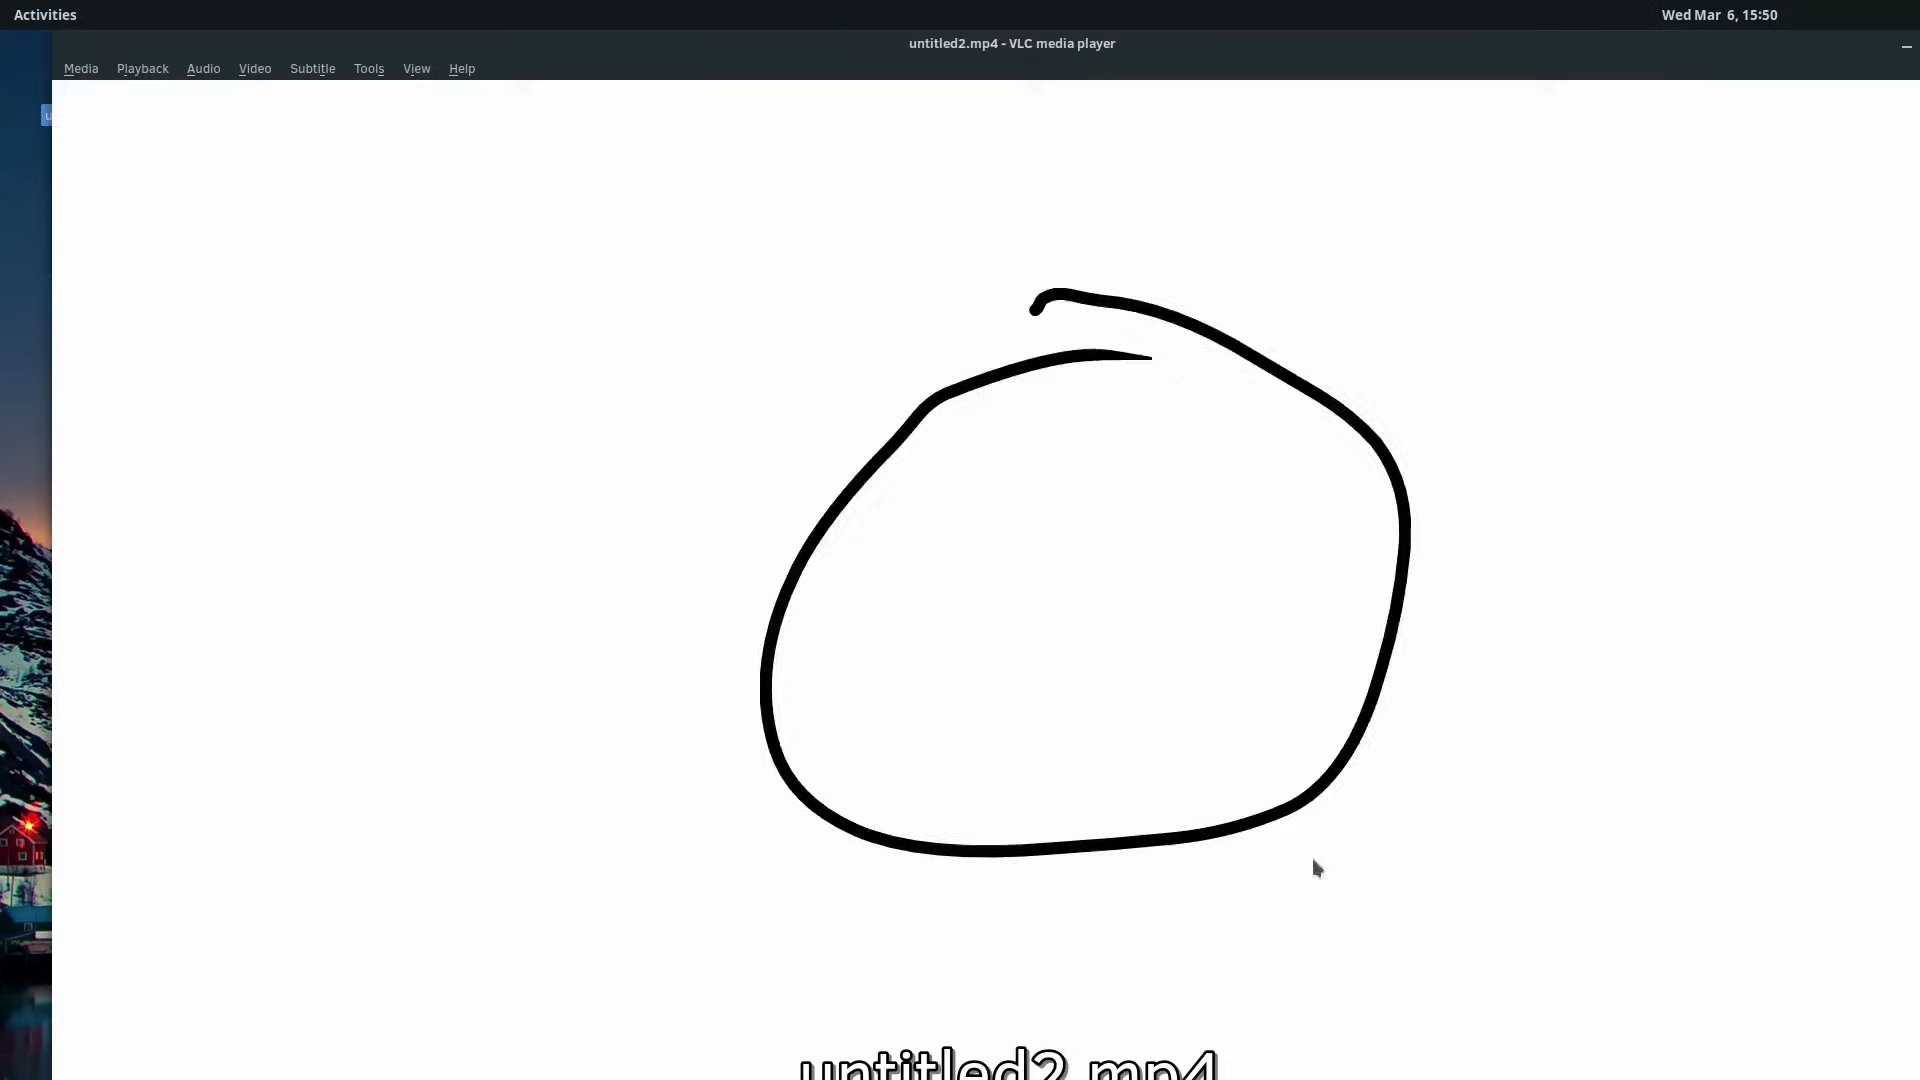 Activities
Wed Mar 6, 15:50
untitled2.mp4 - VLC media player
Media Playback Audio Video Subtitle Tools View Help
u
untitled2.mp4